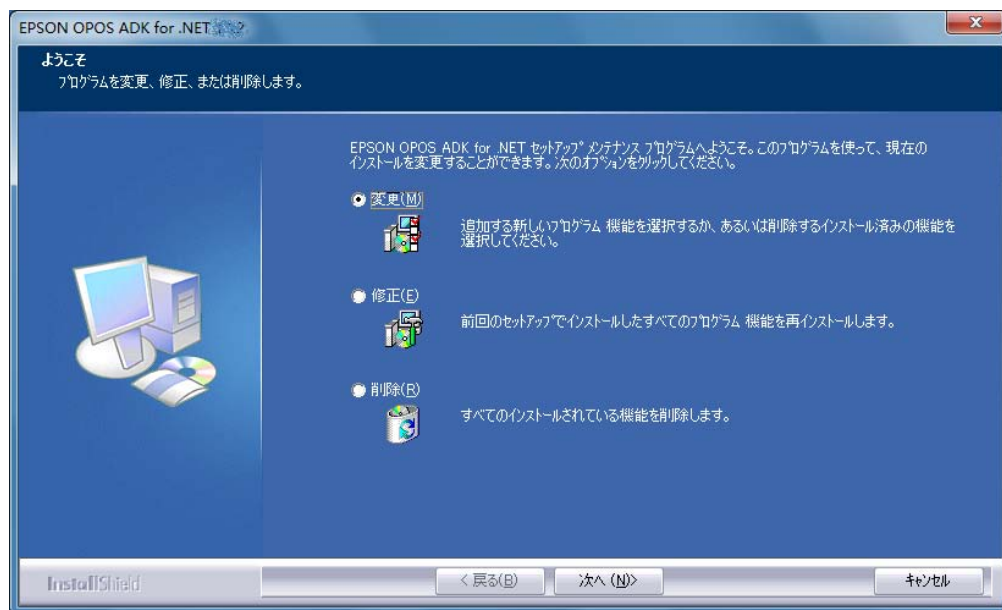 EPSON OPOS ADK for .NET
ようこそ
プログラムを変更、修正、または削除します。
EPSON OPOS ADK for .NET セットアップ メンテナンス プログラムへようこそ。このプログラムを使って、現在の
インストールを変更することができます。次のオプションをクリックしてください。
変更(M)
追加する新しいプログラム 機能を選択するか、あるいは削除するインストール済みの機能を
選択してください。
修正(E)
前回のセットアップでインストールしたすべてのプログラム 機能を再インストールします。
削除(R)
すべてのインストールされている機能を削除します。
InstallShield
< 戻る(B)
次へ (N)>
キャンセル